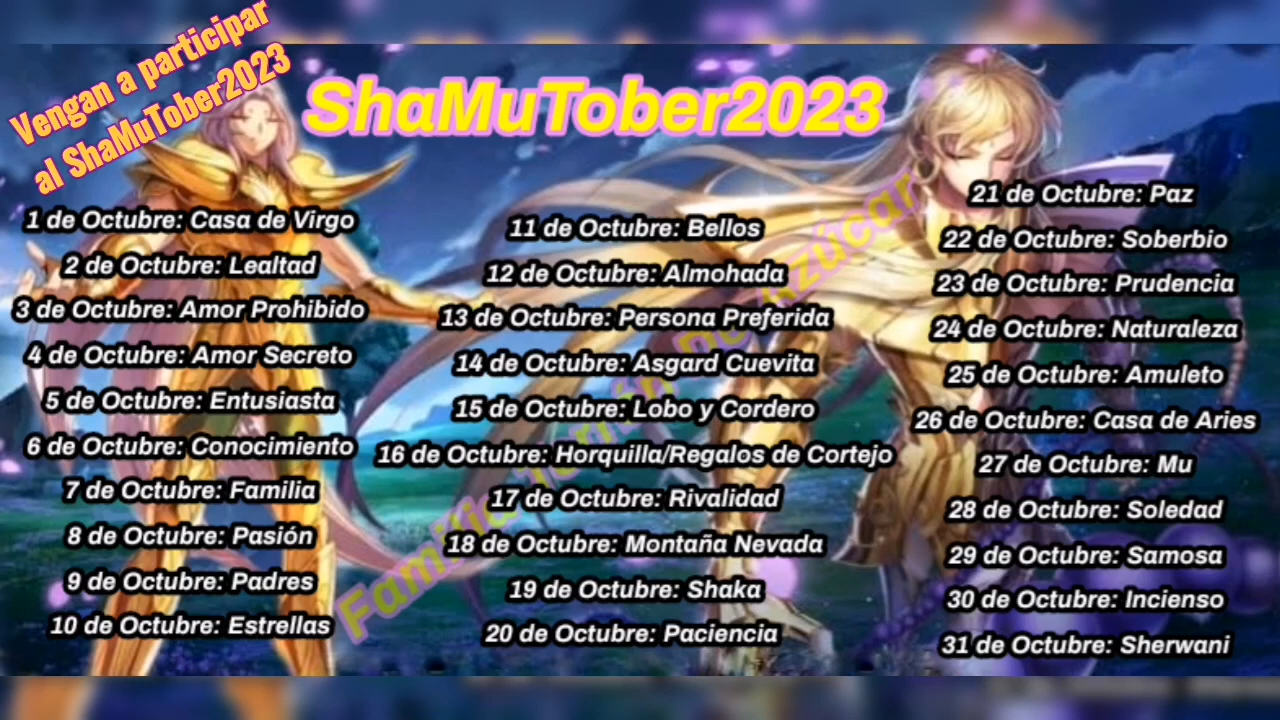 Vengan a participar
al ShaMuTober2023
ShaMuTober2023
1 de Octubre: Casa de Virgo
2 de Octubre: Lealtad
3 de Octubre: Amor Prohibido
4 de Octubre: Amor Secreto
5 de Octubre: Entusiasta
6 de Octubre: Conocimiento
7 de Octubre: Familia
8 de Octubre: Pasión
9 de Octubre: Padres
10 de Octubre: Estrellas
11 de Octubre: Bellos
12 de Octubre: Almohada
13 de Octubre: Persona Preferida
14 de Octubre: Asgard Cuevita
15 de Octubre: Lobo y Cordero
16 de Octubre: Horquilla/Regalos de Cortejo
17 de Octubre: Rivalidad
18 de Octubre: Montaña Nevada
19 de Octubre: Shaka
20 de Octubre: Paciencia
21 de Octubre: Paz
22 de Octubre: Soberbio
23 de Octubre: Prudencia
24 de Octubre: Naturaleza
25 de Octubre: Amuleto
26 de Octubre: Casa de Aries
27 de Octubre: Mu
28 de Octubre: Soledad
29 de Octubre: Samosa
30 de Octubre: Incienso
31 de Octubre: Sherwani
Azúcar